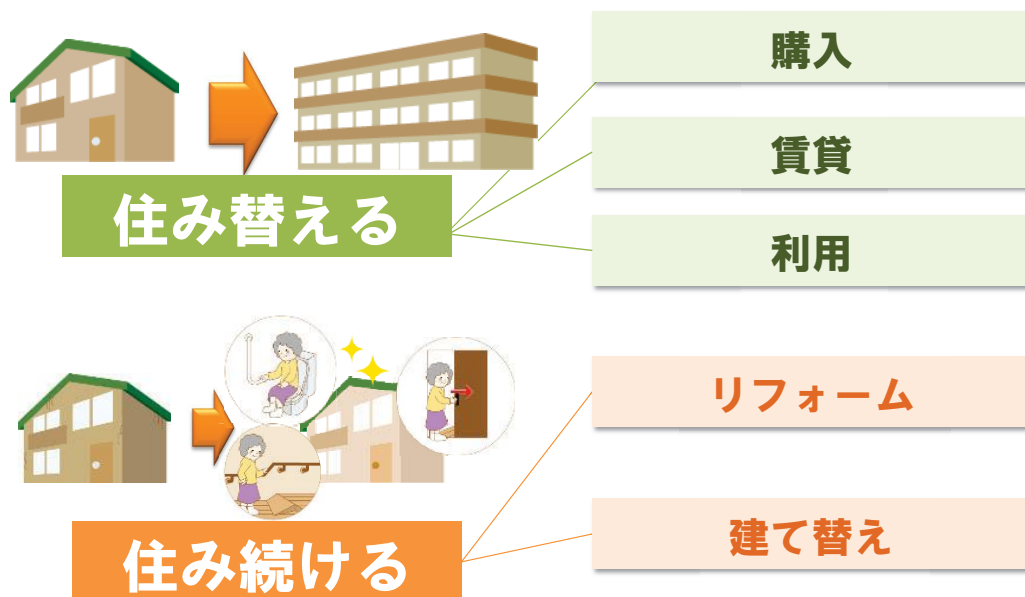 住み替える
購入
賃貸
利用
住み続ける
リフォーム
建て替え